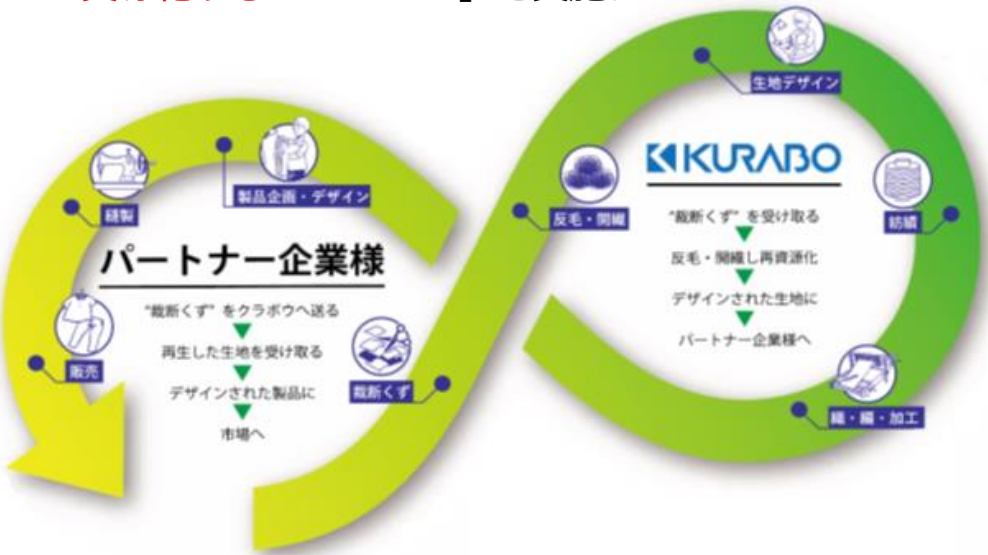 生地デザイン
KURABO
"裁断くず"を受け取る
反毛・開繊し再資源化
デザインされた生地に
パートナー企業様へ
反毛・開繊
紡績
織・編・加工
製品企画・デザイン
縫製
パートナー企業様
"裁断くず"をクラボウへ送る
再生した生地を受け取る
デザインされた製品に
市場へ
販売
裁断くず